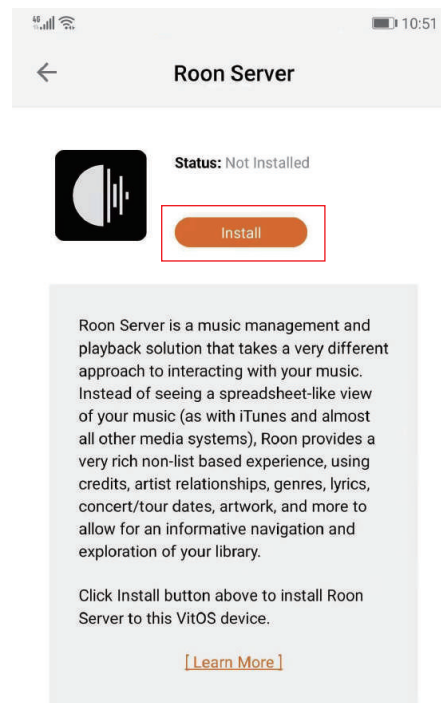 4G 10:51
Roon Server
Status: Not Installed
Install
Roon Server is a music management and
playback solution that takes a very different
approach to interacting with your music.
Instead of seeing a spreadsheet-like view
of your music (as with iTunes and almost
all other media systems), Roon provides a
very rich non-list based experience, using
credits, artist relationships, genres, lyrics,
concert/tour dates, artwork, and more to
allow for an informative navigation and
exploration of your library.
Click Install button above to install Roon
Server to this VitOS device.
[ Learn More ]